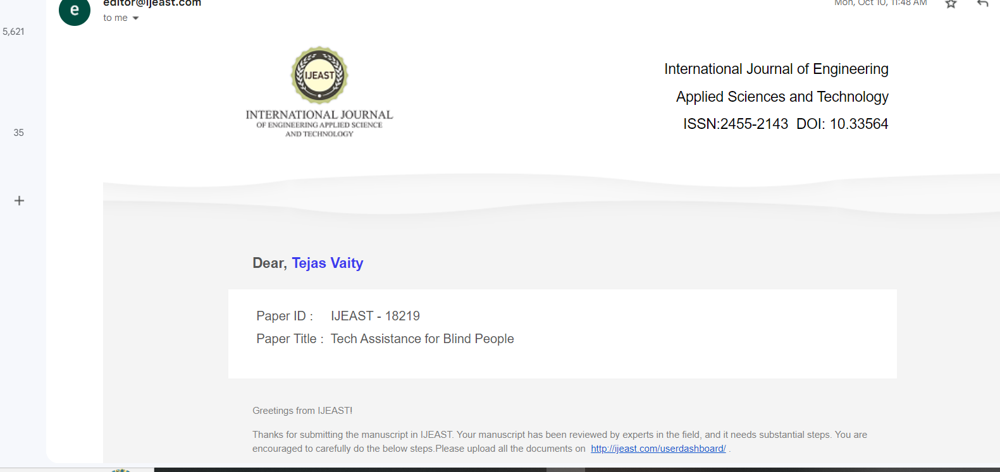 editor@ijeast.com
Mon, Oct 10, 11:48 AM
e
to me
5,621
35
IJEAST
INTERNATIONAL JOURNAL
OF ENGINEERING APPLIED SCIENCE
AND TECHNOLOGY
International Journal of Engineering
Applied Sciences and Technology
ISSN:2455-2143 DOI: 10.33564
Dear, Tejas Vaity
Paper ID : IJEAST - 18219
Paper Title : Tech Assistance for Blind People
Greetings from IJEAST!
Thanks for submitting the manuscript in IJEAST. Your manuscript has been reviewed by experts in the field, and it needs substantial steps. You are
encouraged to carefully do the below steps.Please upload all the documents on http://ijeast.com/userdashboard/ .